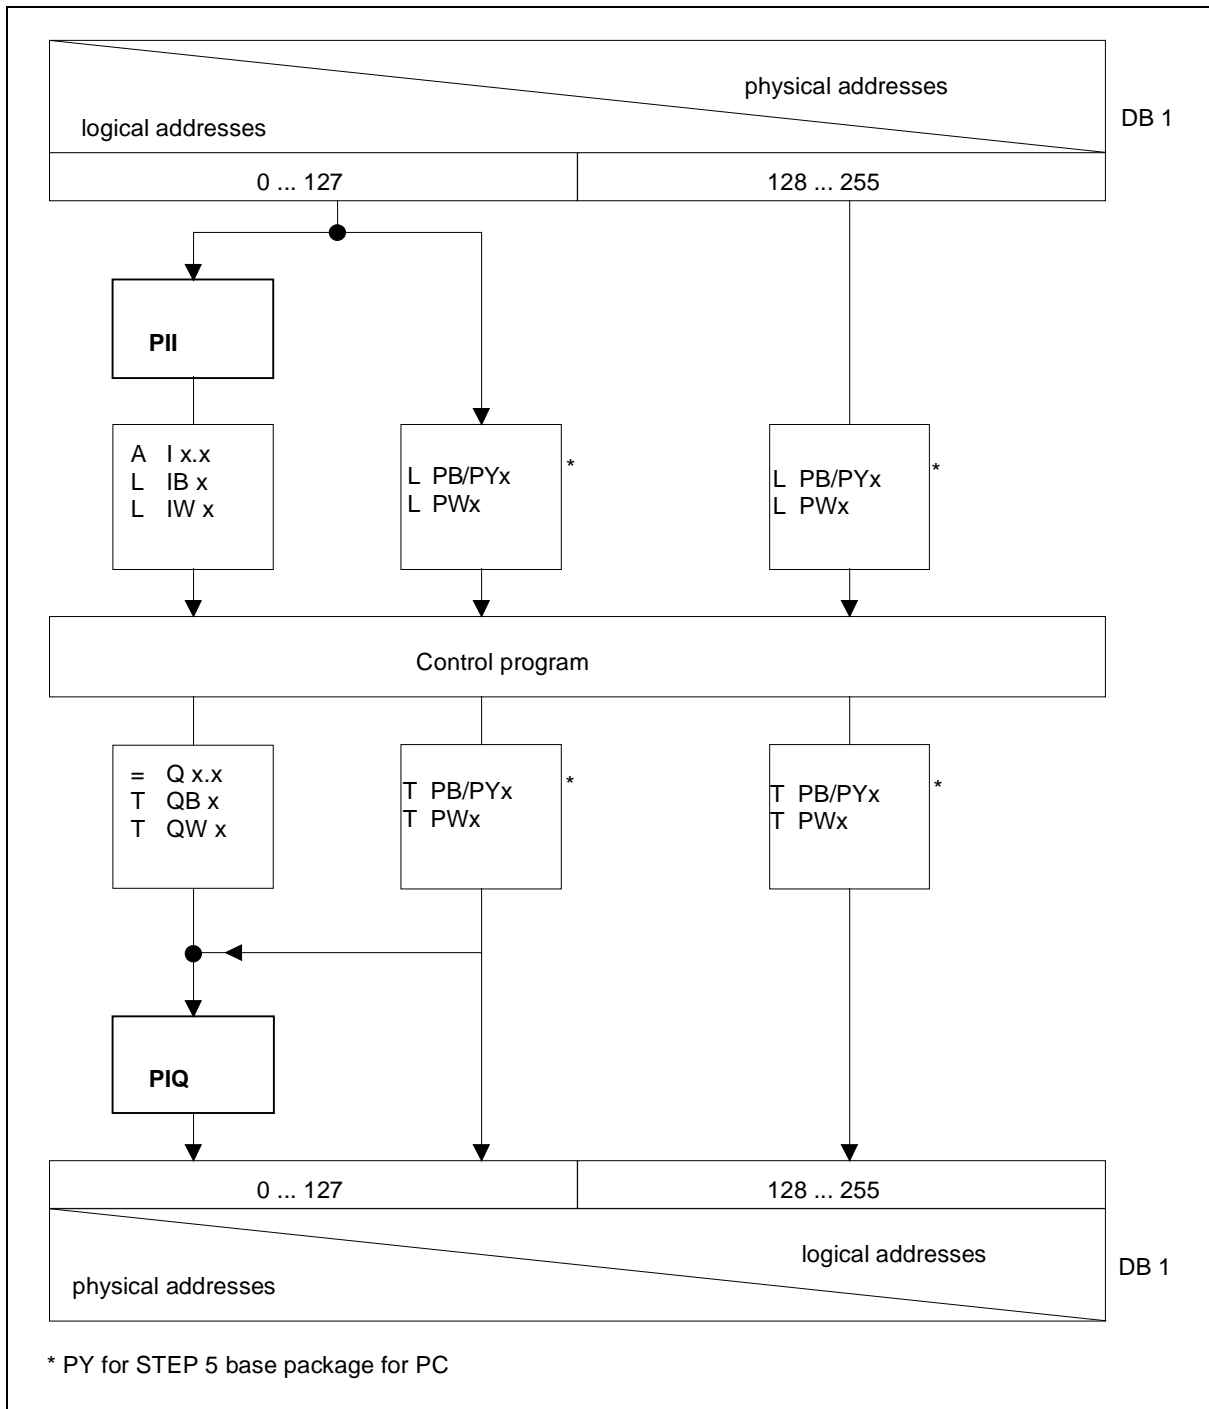 physical addresses
logical addresses
DB 1
0 ... 127
128 ... 255
PII
A I x.x
L IB x
L IW x
L PB/PYx
L PWx
*
L PB/PYx
L PWx
*
Control program
= Q x.x
T QB x
T QW x
T PB/PYx
T PWx
*
T PB/PYx
T PWx
*
PIQ
0 ... 127
128 ... 255
logical addresses
physical addresses
DB 1
* PY for STEP 5 base package for PC